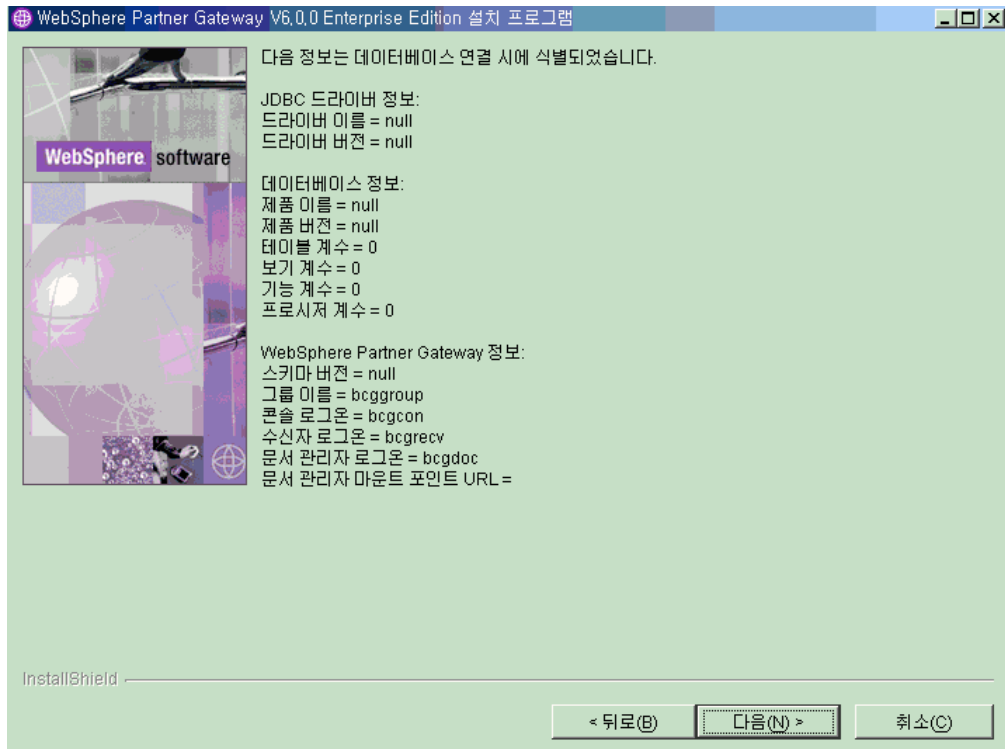 WebSphere Partner Gateway V6,0,0 Enterprise Edition 설치 프로그램
WebSphere software
다음 정보는 데이터베이스 연결 시에 식별되었습니다.
JDBC 드라이버 정보:
드라이버 이름 = null
드라이버 버전 = null
데이터베이스 정보:
제품 이름 = null
제품 버전 = null
테이블 계수 = 0
보기 계수 = 0
기능 계수 = 0
프로시저 계수 = 0
WebSphere Partner Gateway 정보:
스키마 버전 = null
그룹 이름 = bcggroup
콘솔 로그온 = bcgcon
수신자 로그온 = bcgrecv
문서 관리자 로그온 = bcgdoc
문서 관리자 마운트 포인트 URL =
InstallShield
< 뒤로(B) 다음(N) > 취소(C)